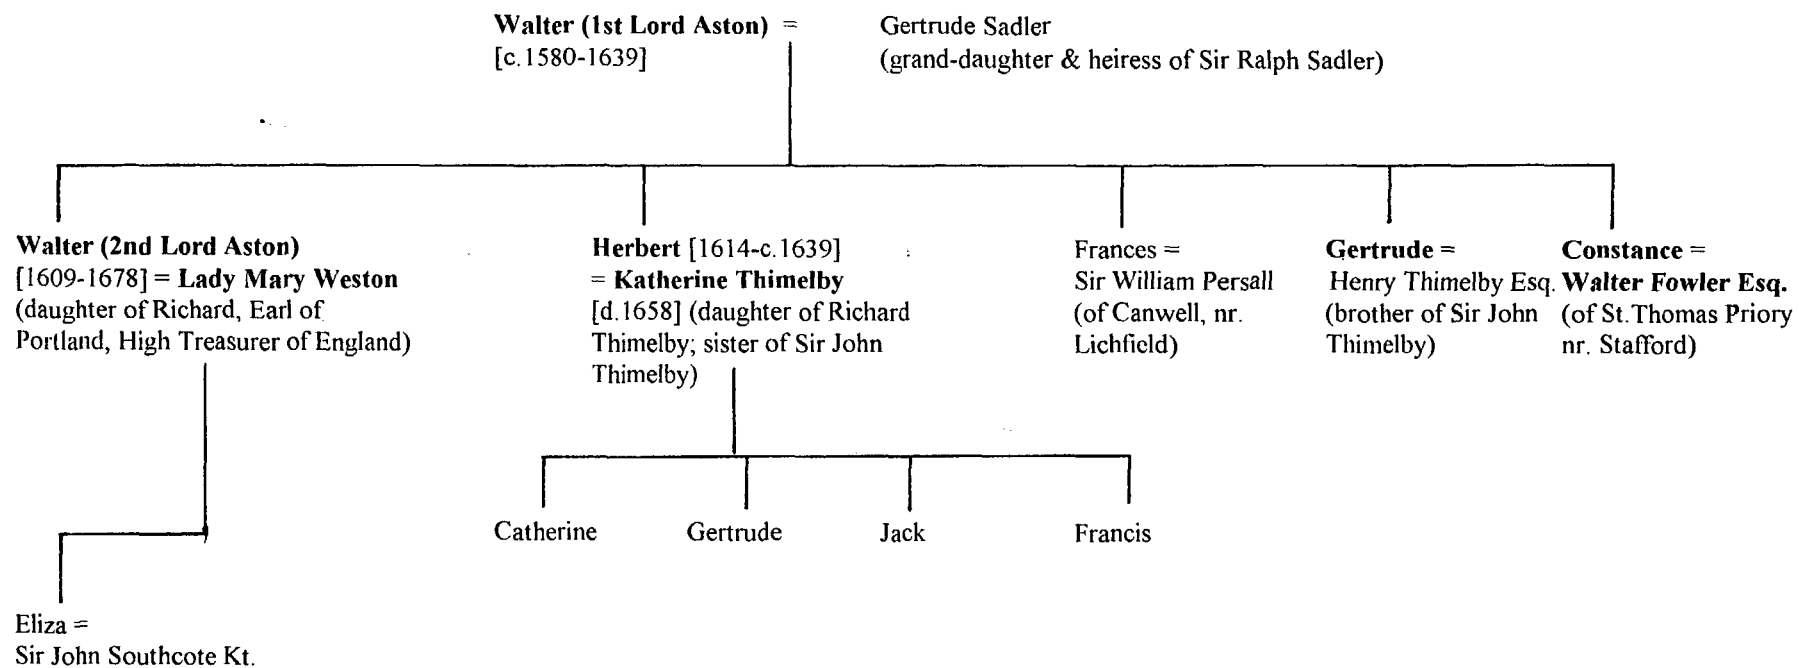 Walter (1st Lord Aston) =
[c.1580-1639]
Gertrude Sadler
(grand-daughter & heiress of Sir Ralph Sadler)
Walter (2nd Lord Aston)
[1609-1678] = Lady Mary Weston
(daughter of Richard, Earl of
Portland, High Treasurer of England)
Herbert [1614-c.1639]
= Katherine Thimelby
[d.1658] (daughter of Richard
Thimelby; sister of Sir John
Thimelby)
Frances =
Sir William Persall
(of Canwell, nr.
Lichfield)
Gertrude =
Henry Thimelby Esq.
(brother of Sir John
Thimelby)
Constance =
Walter Fowler Esq.
(of St.Thomas Priory
nr. Stafford)
Catherine
Gertrude
Jack
Francis
Eliza =
Sir John Southcote Kt.